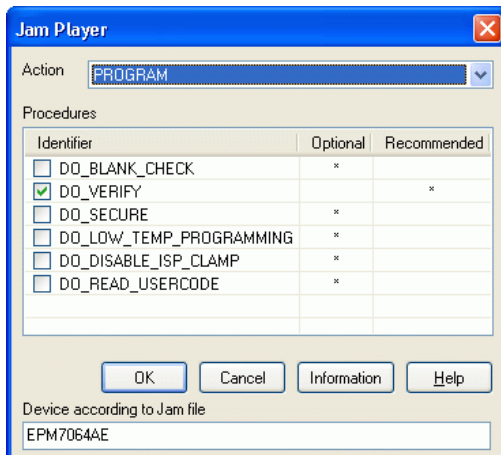 Jam Player
Action PROGRAM
Procedures
Identifier Optional Recommended
DO_BLANK_CHECK *
DO_VERIFY *
DO_SECURE *
DO_LOW_TEMP_PROGRAMMING *
DO_DISABLE_ISP_CLAMP *
DO_READ_USERCODE *
OK Cancel Information Help
Device according to Jam file
EPM7064AE